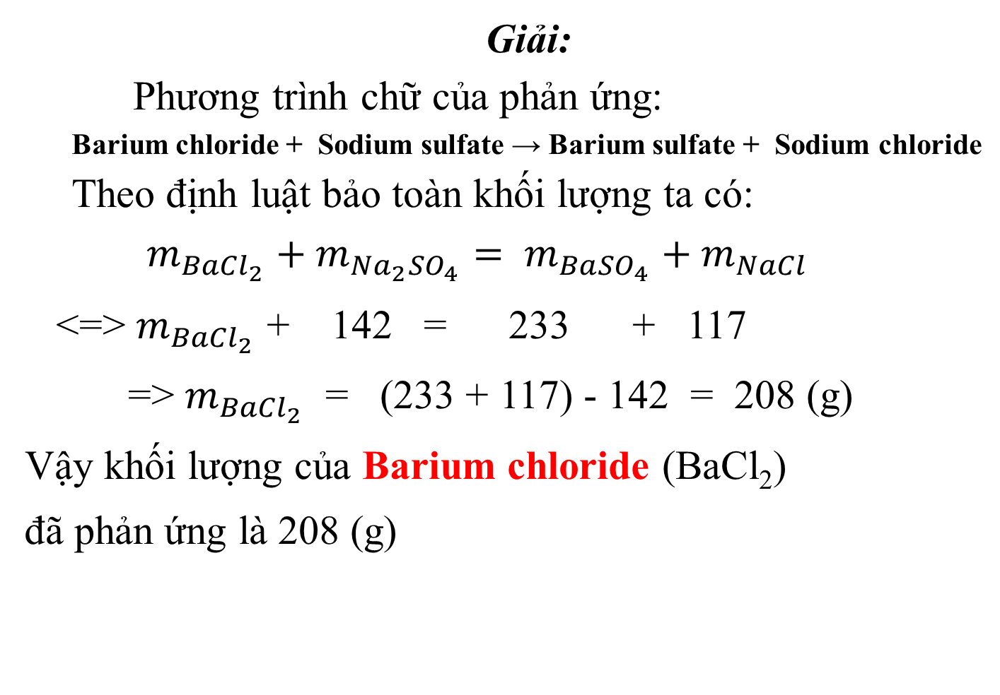 Giải:
Phương trình chữ của phản ứng:
Barium chloride + Sodium sulfate → Barium sulfate + Sodium chloride
Theo định luật bảo toàn khối lượng ta có:
m_{BaCl_2} + m_{Na_2SO_4} = m_{BaSO_4} + m_{NaCl}
<=> m_{BaCl_2} + 142 = 233 + 117
=> m_{BaCl_2} = (233 + 117) - 142 = 208 (g)
Vậy khối lượng của Barium chloride (BaCl₂)
đã phản ứng là 208 (g)